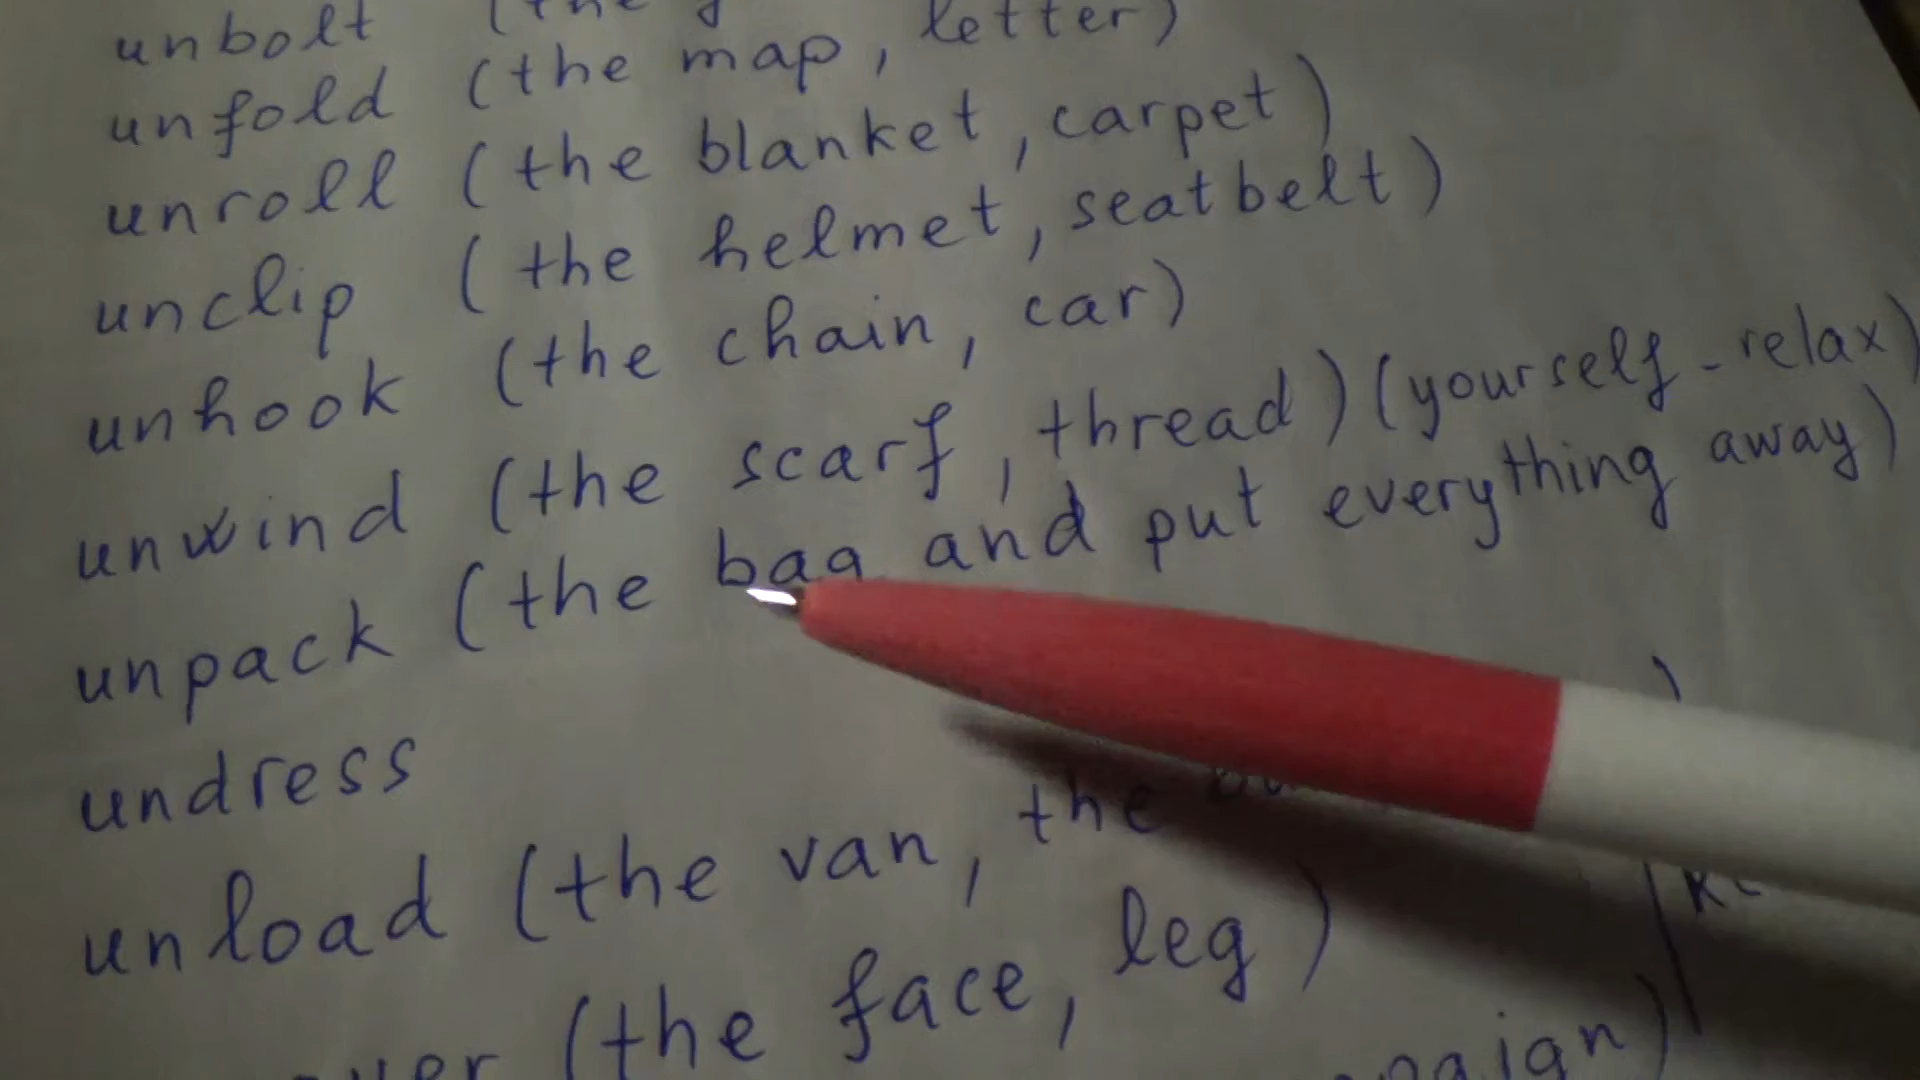 unbolt (the
unfold (the map, letter)
unroll (the blanket, carpet)
unclip (the helmet, seatbelt)
unhook (the chain, car)
unwind (the scarf, thread) (yourself - relax)
unpack (the bag and put everything away)
undress
unload (the van, the
(the face, leg)